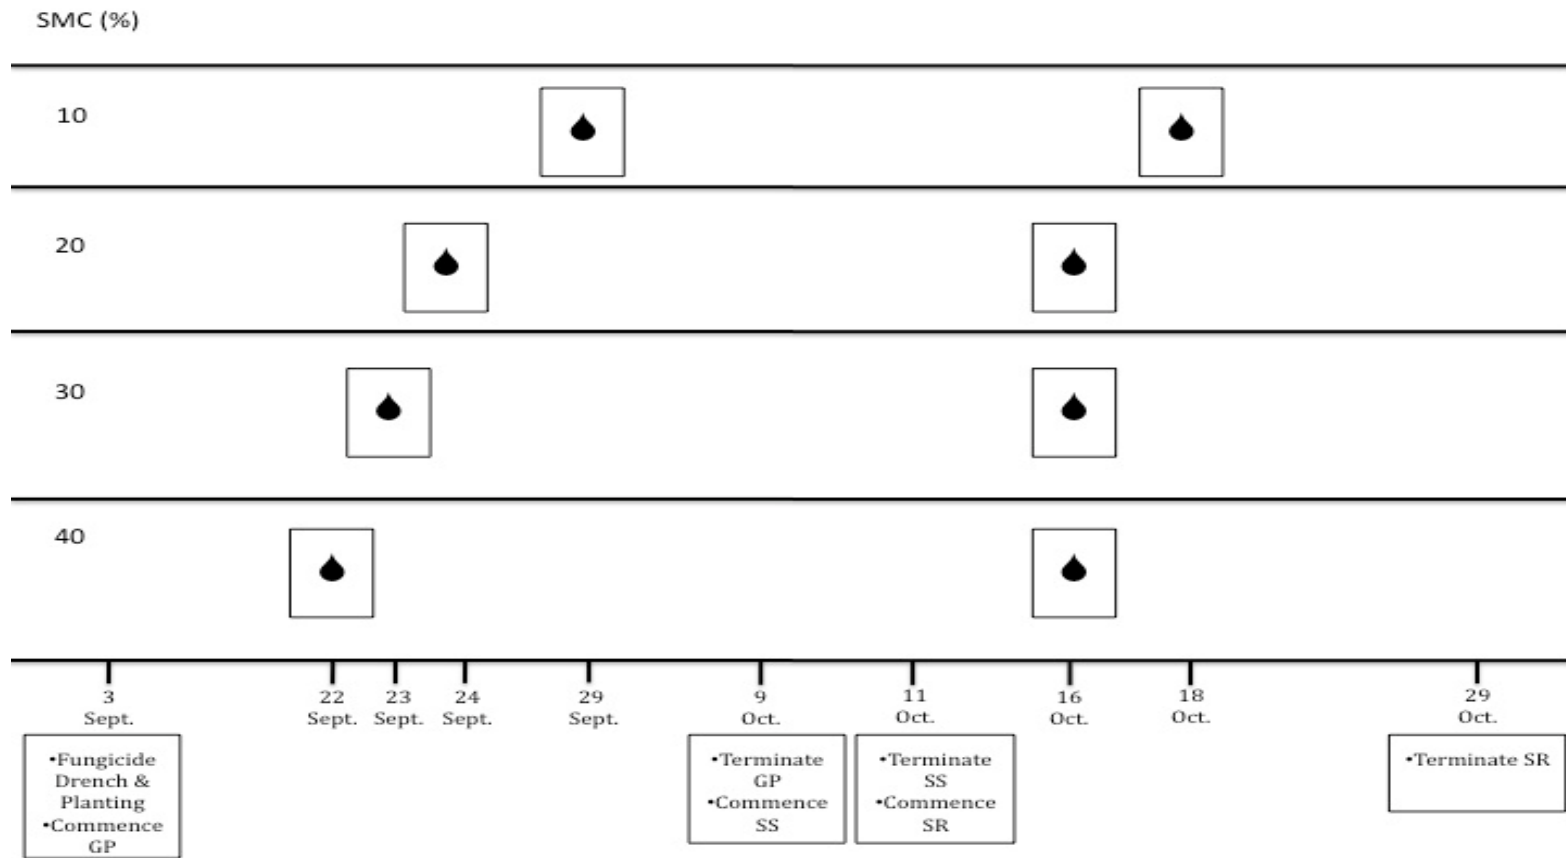 SMC (%)
10
20
30
40
3
Sept.
22
Sept.
23
Sept.
24
Sept.
29
Sept.
9
Oct.
11
Oct.
16
Oct.
18
Oct.
29
Oct.
•Fungicide
Drench &
Planting
•Commence
GP
•Terminate
GP
•Commence
SS
•Terminate
SS
•Commence
SR
•Terminate SR